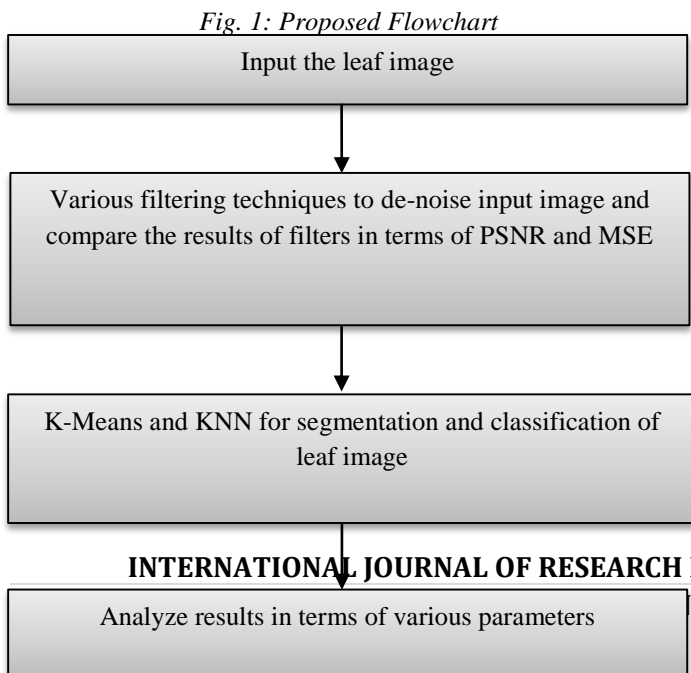 Fig. 1: Proposed Flowchart
Input the leaf image
Various filtering techniques to de-noise input image and
compare the results of filters in terms of PSNR and MSE
K-Means and KNN for segmentation and classification of
leaf image
INTERNATIONAL JOURNAL OF RESEARCH
Analyze results in terms of various parameters